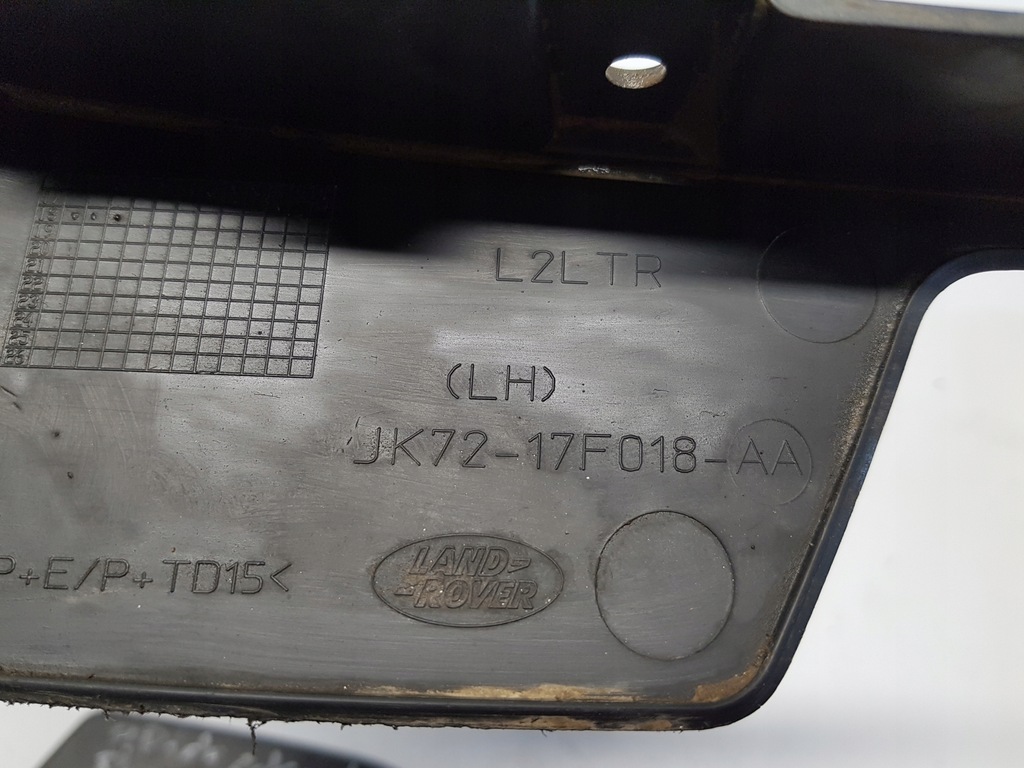 L2LTR
(LH)
JK72-17F018-AA
P+E/P+TD15<
LAND-
-ROVER